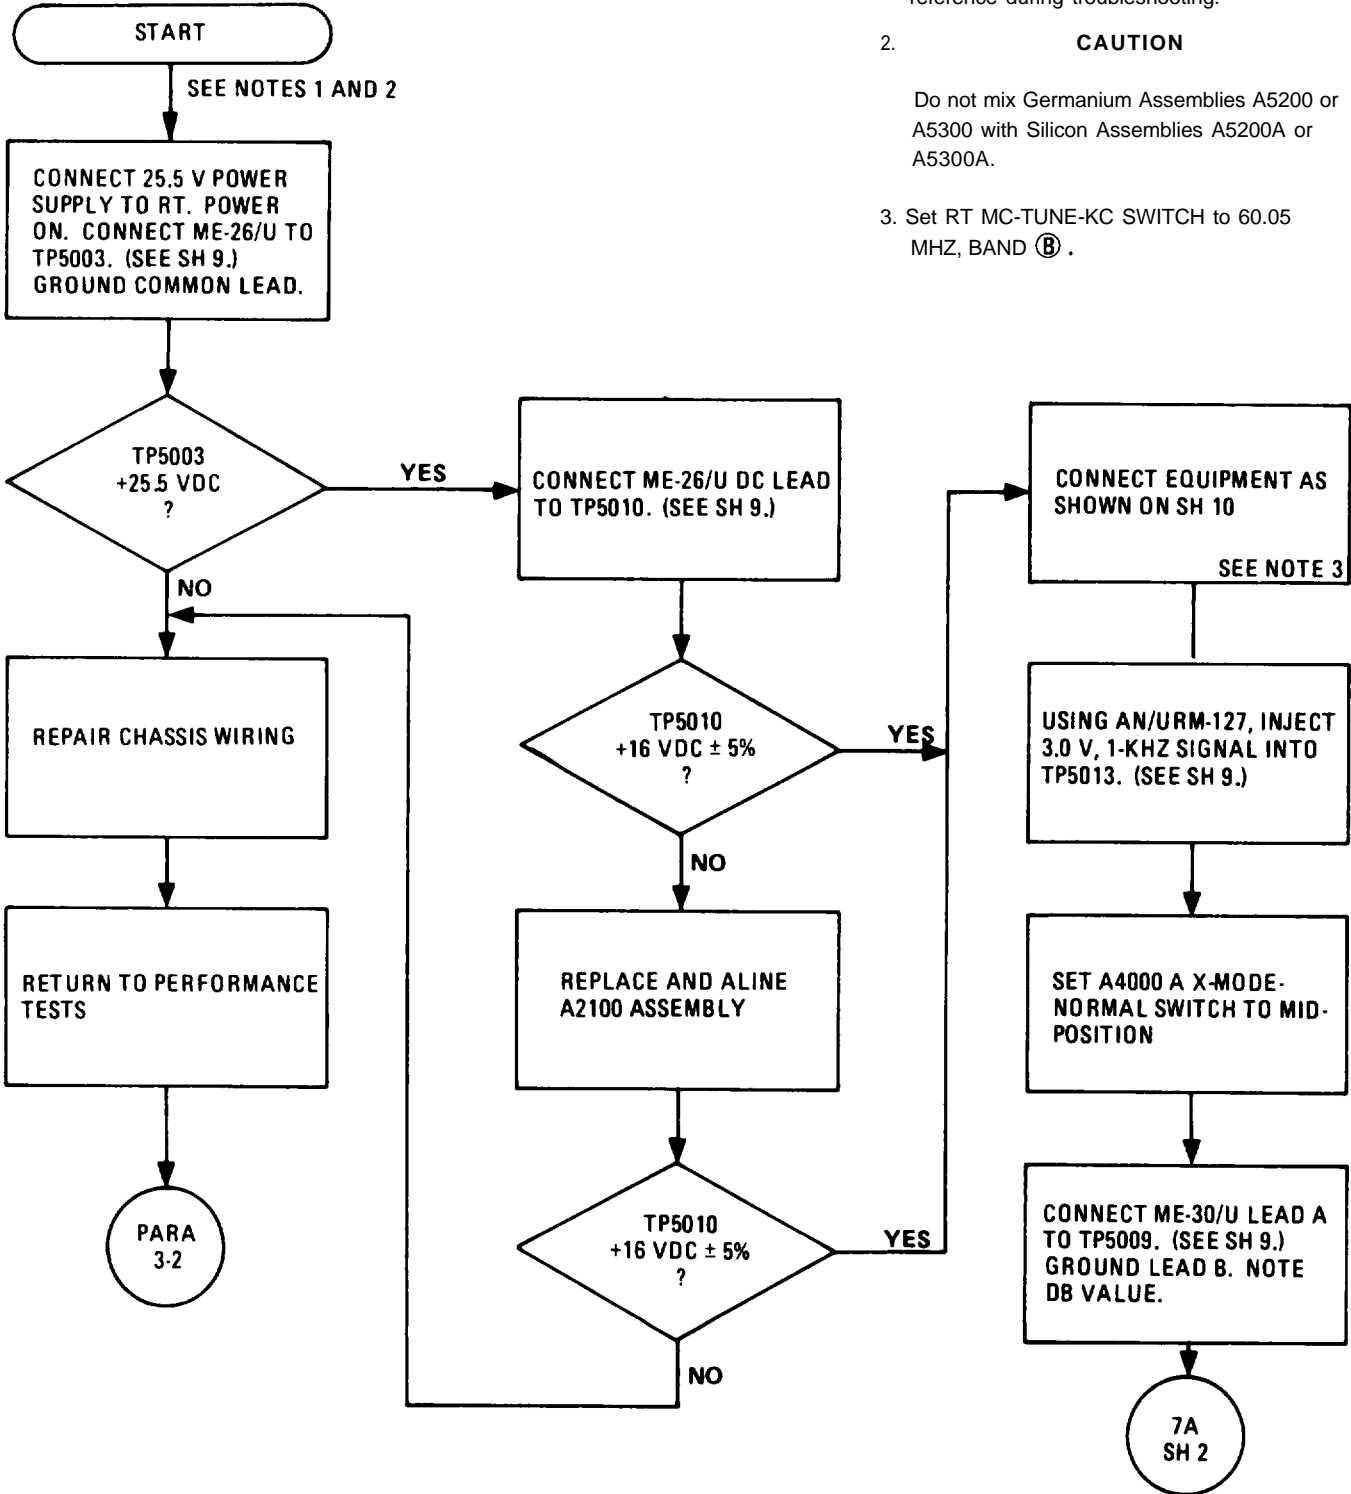 START
SEE NOTES 1 AND 2
CONNECT 25.5 V POWER
SUPPLY TO RT. POWER
ON. CONNECT ME-26/U TO
TP5003. (SEE SH 9.)
GROUND COMMON LEAD.
TP5003
+25.5 VDC
?
YES
NO
REPAIR CHASSIS WIRING
RETURN TO PERFORMANCE
TESTS
PARA
3-2
CONNECT ME-26/U DC LEAD
TO TP5010. (SEE SH 9.)
TP5010
+16 VDC ± 5%
?
YES
NO
REPLACE AND ALINE
A2100 ASSEMBLY
TP5010
+16 VDC ± 5%
?
YES
NO
reference during troubleshooting.
2. CAUTION
Do not mix Germanium Assemblies A5200 or
A5300 with Silicon Assemblies A5200A or
A5300A.
3. Set RT MC-TUNE-KC SWITCH to 60.05
MHZ, BAND Ⓑ .
CONNECT EQUIPMENT AS
SHOWN ON SH 10
SEE NOTE 3
USING AN/URM-127, INJECT
3.0 V, 1-KHZ SIGNAL INTO
TP5013. (SEE SH 9.)
SET A4000 A X-MODE-
NORMAL SWITCH TO MID-
POSITION
CONNECT ME-30/U LEAD A
TO TP5009. (SEE SH 9.)
GROUND LEAD B. NOTE
DB VALUE.
7A
SH 2